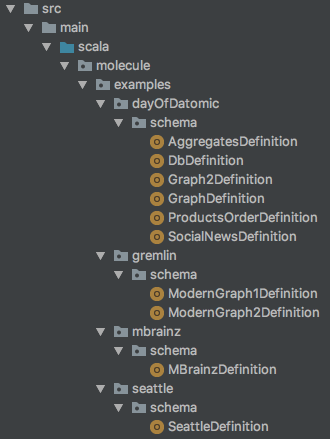 src
main
scala
molecule
examples
dayOfDatomic
schema
AggregatesDefinition
DbDefinition
Graph2Definition
GraphDefinition
ProductsOrderDefinition
SocialNewsDefinition
gremlin
schema
ModernGraph1Definition
ModernGraph2Definition
mbrainz
schema
MBrainzDefinition
seattle
schema
SeattleDefinition